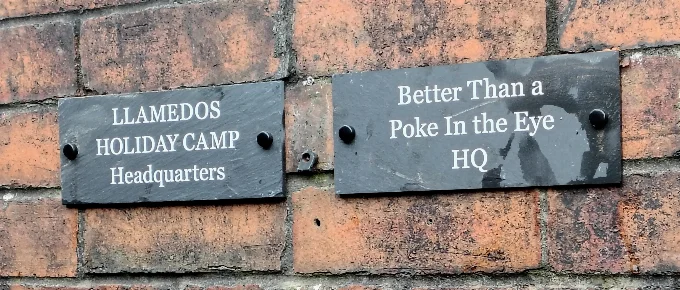 LLAMEDOS
HOLIDAY CAMP
Headquarters
Better Than a
Poke In the Eye
HQ